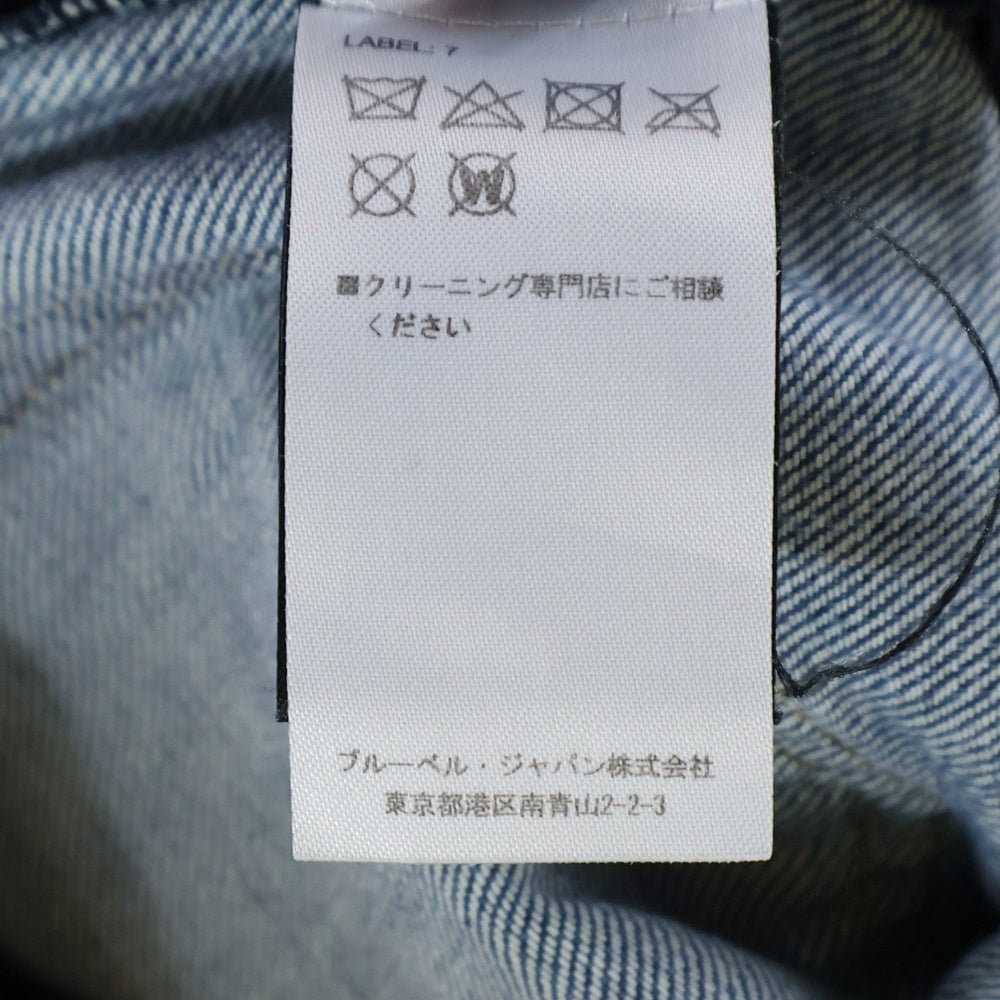 LABEL: 7
W
※クリーニング専門店にご相談
ください
ブルーベル・ジャパン株式会社
東京都港区南青山2-2-3